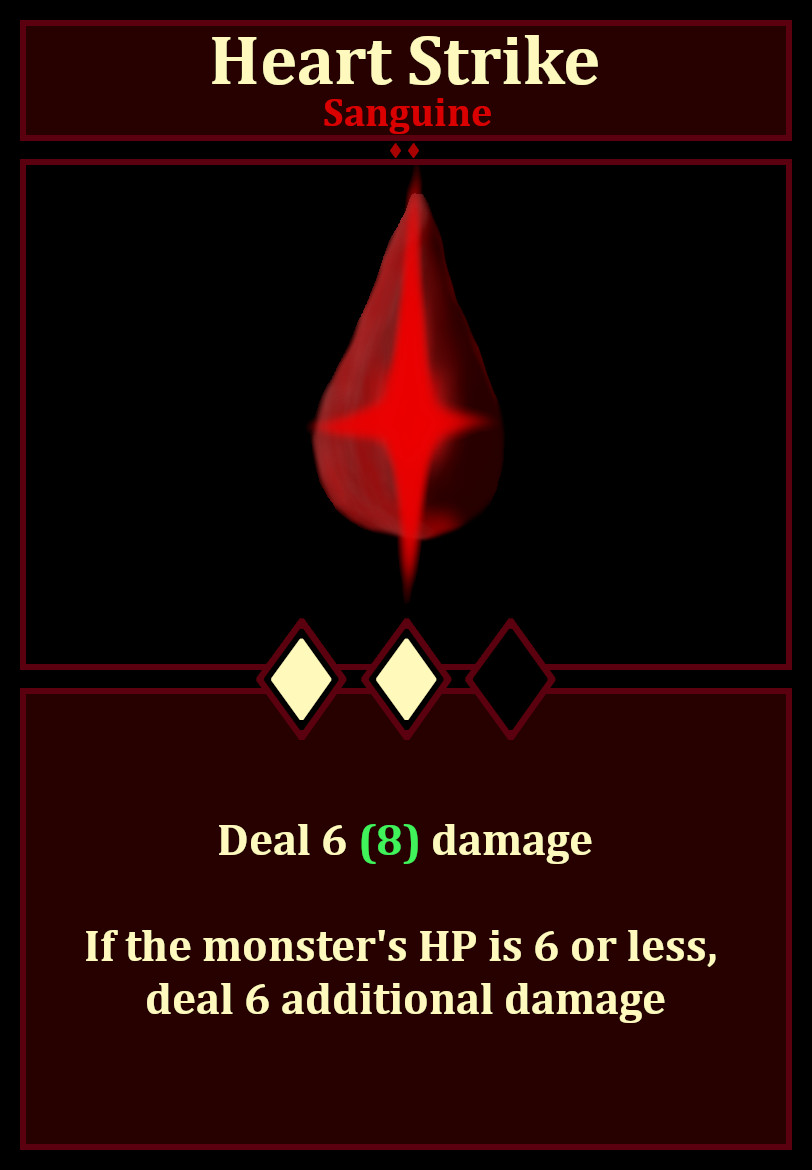 Heart Strike
Sanguine
Deal 6 (8) damage
If the monster's HP is 6 or less,
deal 6 additional damage